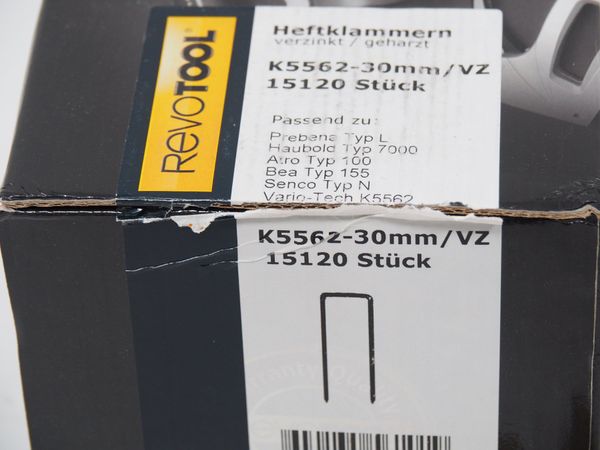 REVOTOOL
Heftklammern
verzinkt / geharzt
K5562-30mm/VZ
15120 Stück
Passend zu:
Prebena Typ L
Haubold Typ 7000
Atro Typ 100
Bea Typ 155
Senco Typ N
Vario-Tech K5562
K5562-30mm/VZ
15120 Stück